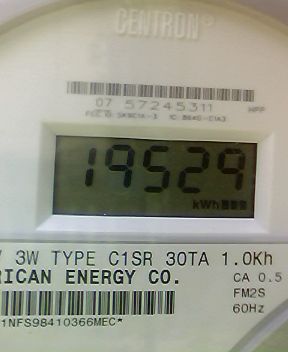 CENTRON®
07 57245311
19529
kWh
3W TYPE C1SR 30TA 1.0Kh
RICAN ENERGY CO.
CA 0.5
FM2S
60Hz
1NFS98410366MEC*